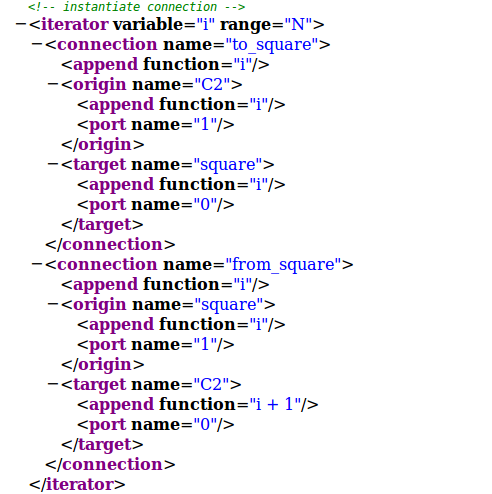 <!-- instantiate connection -->
−<iterator variable="i" range="N">
−<connection name="to_square">
<append function="i"/>
−<origin name="C2">
<append function="i"/>
<port name="1"/>
</origin>
−<target name="square">
<append function="i"/>
<port name="0"/>
</target>
</connection>
−<connection name="from_square">
<append function="i"/>
−<origin name="square">
<append function="i"/>
<port name="1"/>
</origin>
−<target name="C2">
<append function="i + 1"/>
<port name="0"/>
</target>
</connection>
</iterator>